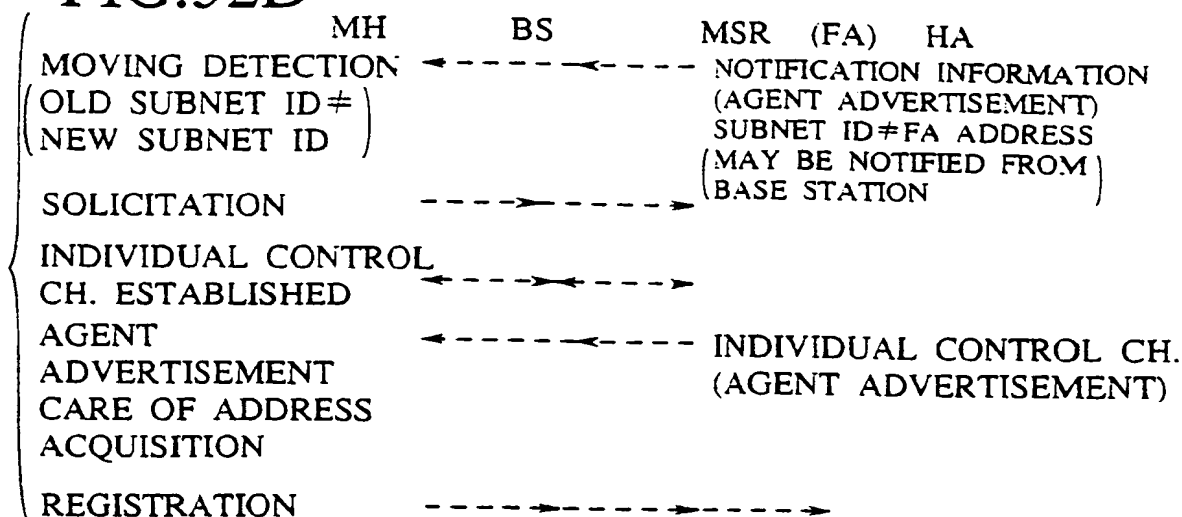 FIG.32D
MH BS MSR (FA) HA
MOVING DETECTION
(OLD SUBNET ID≠
NEW SUBNET ID)
NOTIFICATION INFORMATION
(AGENT ADVERTISEMENT)
SUBNET ID≠FA ADDRESS
(MAY BE NOTIFIED FROM
BASE STATION)
SOLICITATION
INDIVIDUAL CONTROL
CH. ESTABLISHED
AGENT
ADVERTISEMENT
CARE OF ADDRESS
ACQUISITION
INDIVIDUAL CONTROL CH.
(AGENT ADVERTISEMENT)
REGISTRATION